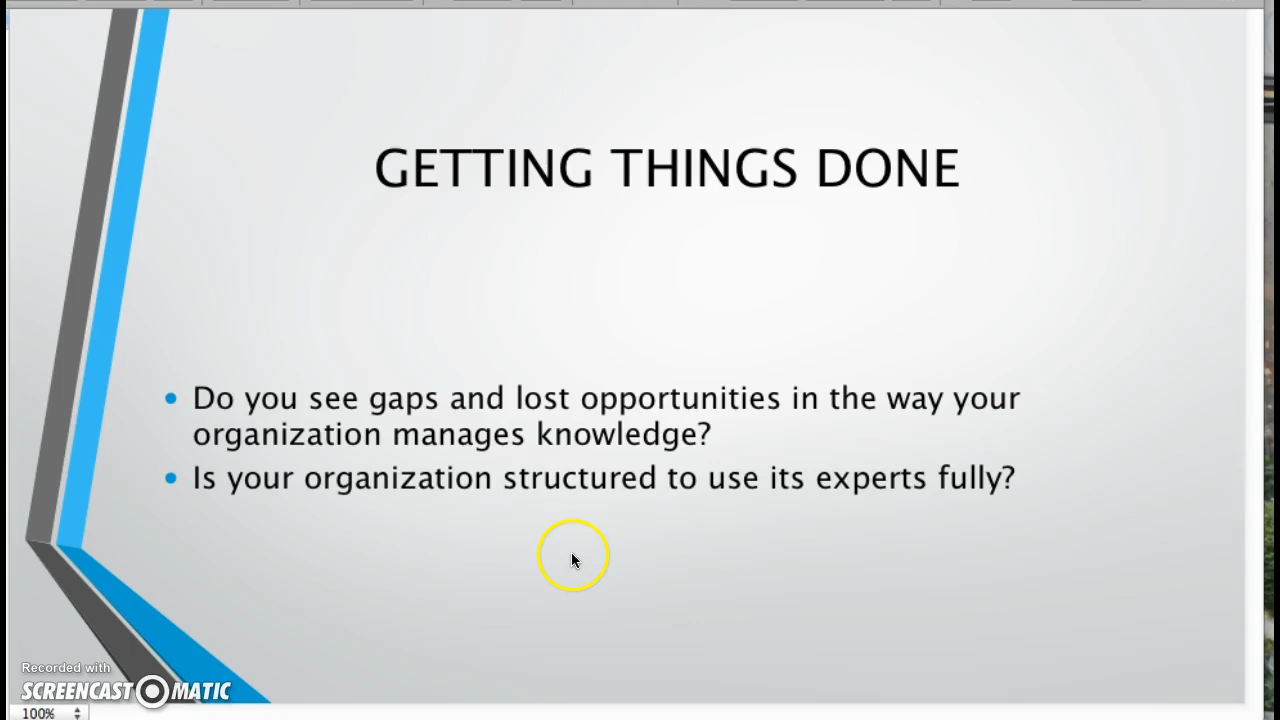 GETTING THINGS DONE
• Do you see gaps and lost opportunities in the way your
organization manages knowledge?
• Is your organization structured to use its experts fully?
Recorded with
SCREENCAST MATIC
100%